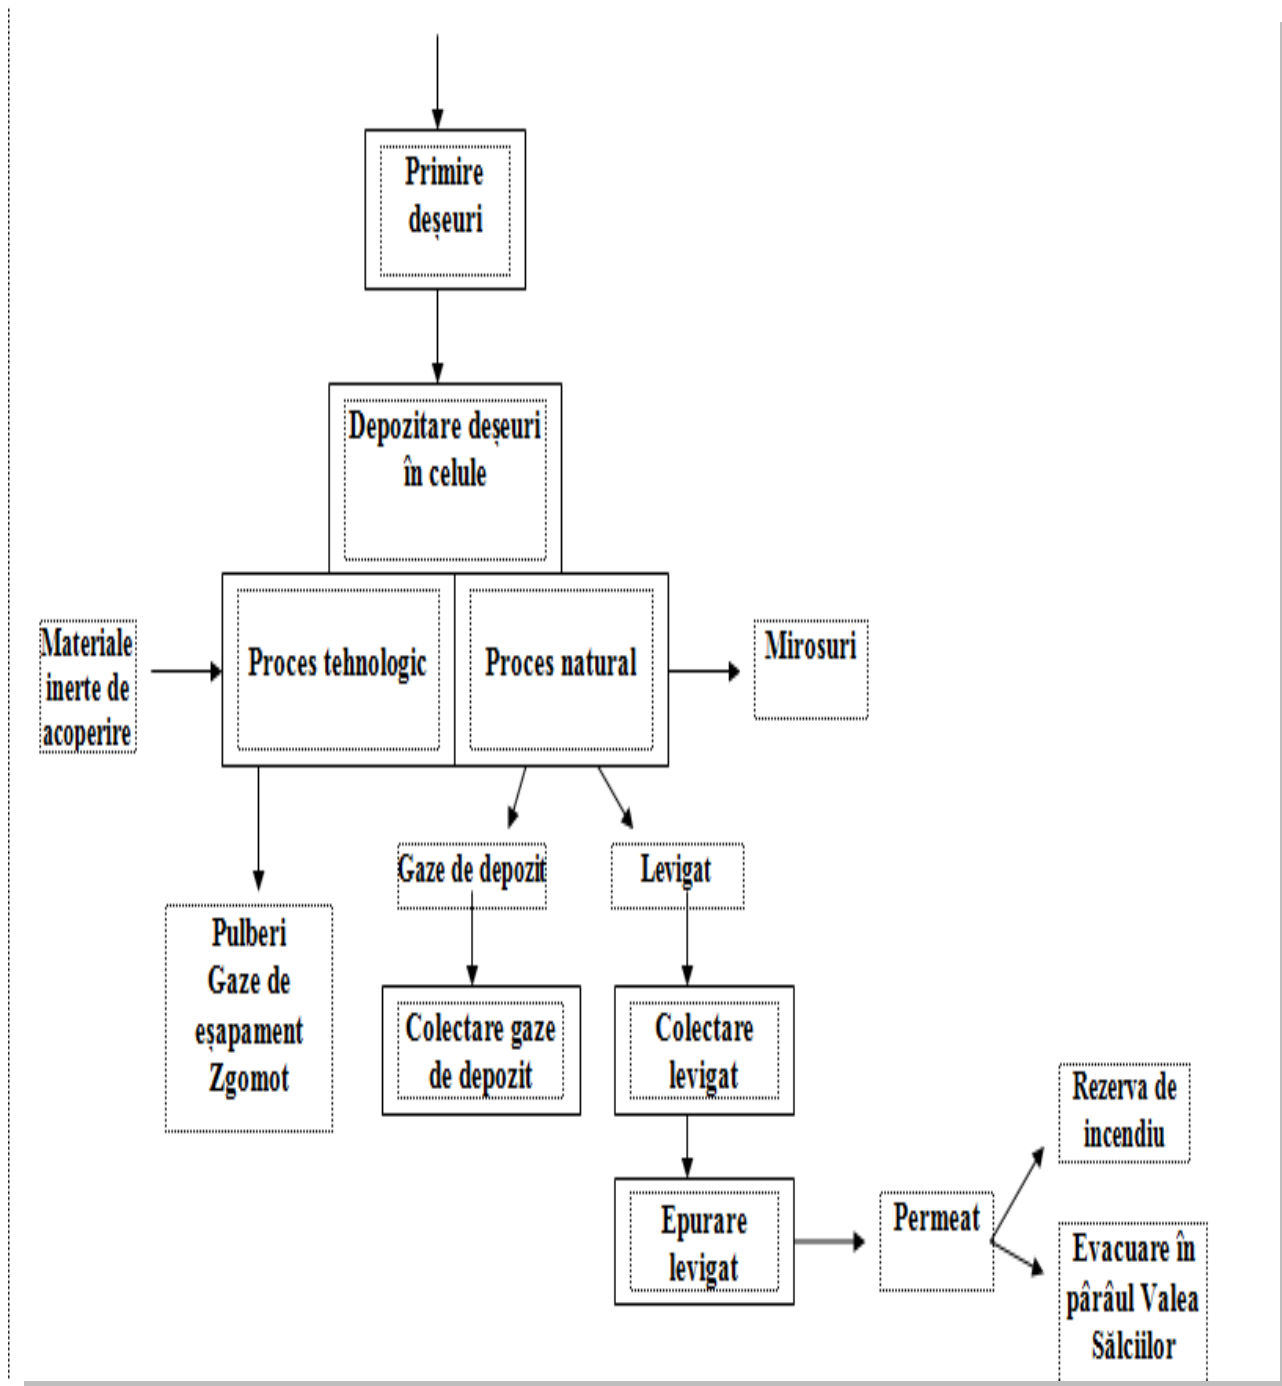 Primire
deșeuri
Depozitare deșeuri
în celule
Materiale
inerte de
acoperire
Proces tehnologic
Proces natural
Mirosuri
Gaze de depozit
Levigat
Pulberi
Gaze de
eșapament
Zgomot
Colectare gaze
de depozit
Colectare
levigat
Epurare
levigat
Permeat
Rezerva de
incendiu
Evacuare în
pârâul Valea
Sălciilor